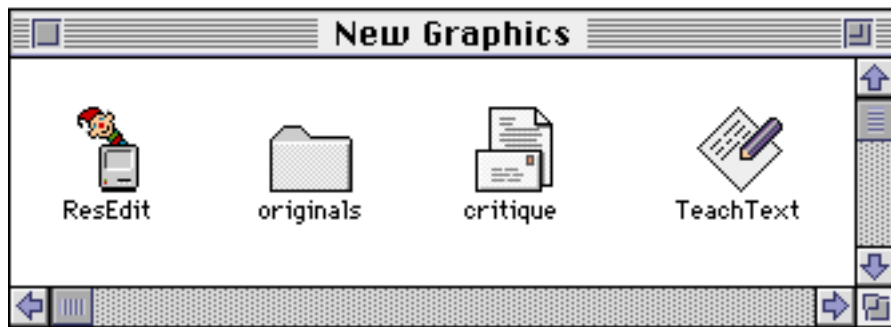 New Graphics
ResEdit
originals
critique
TeachText